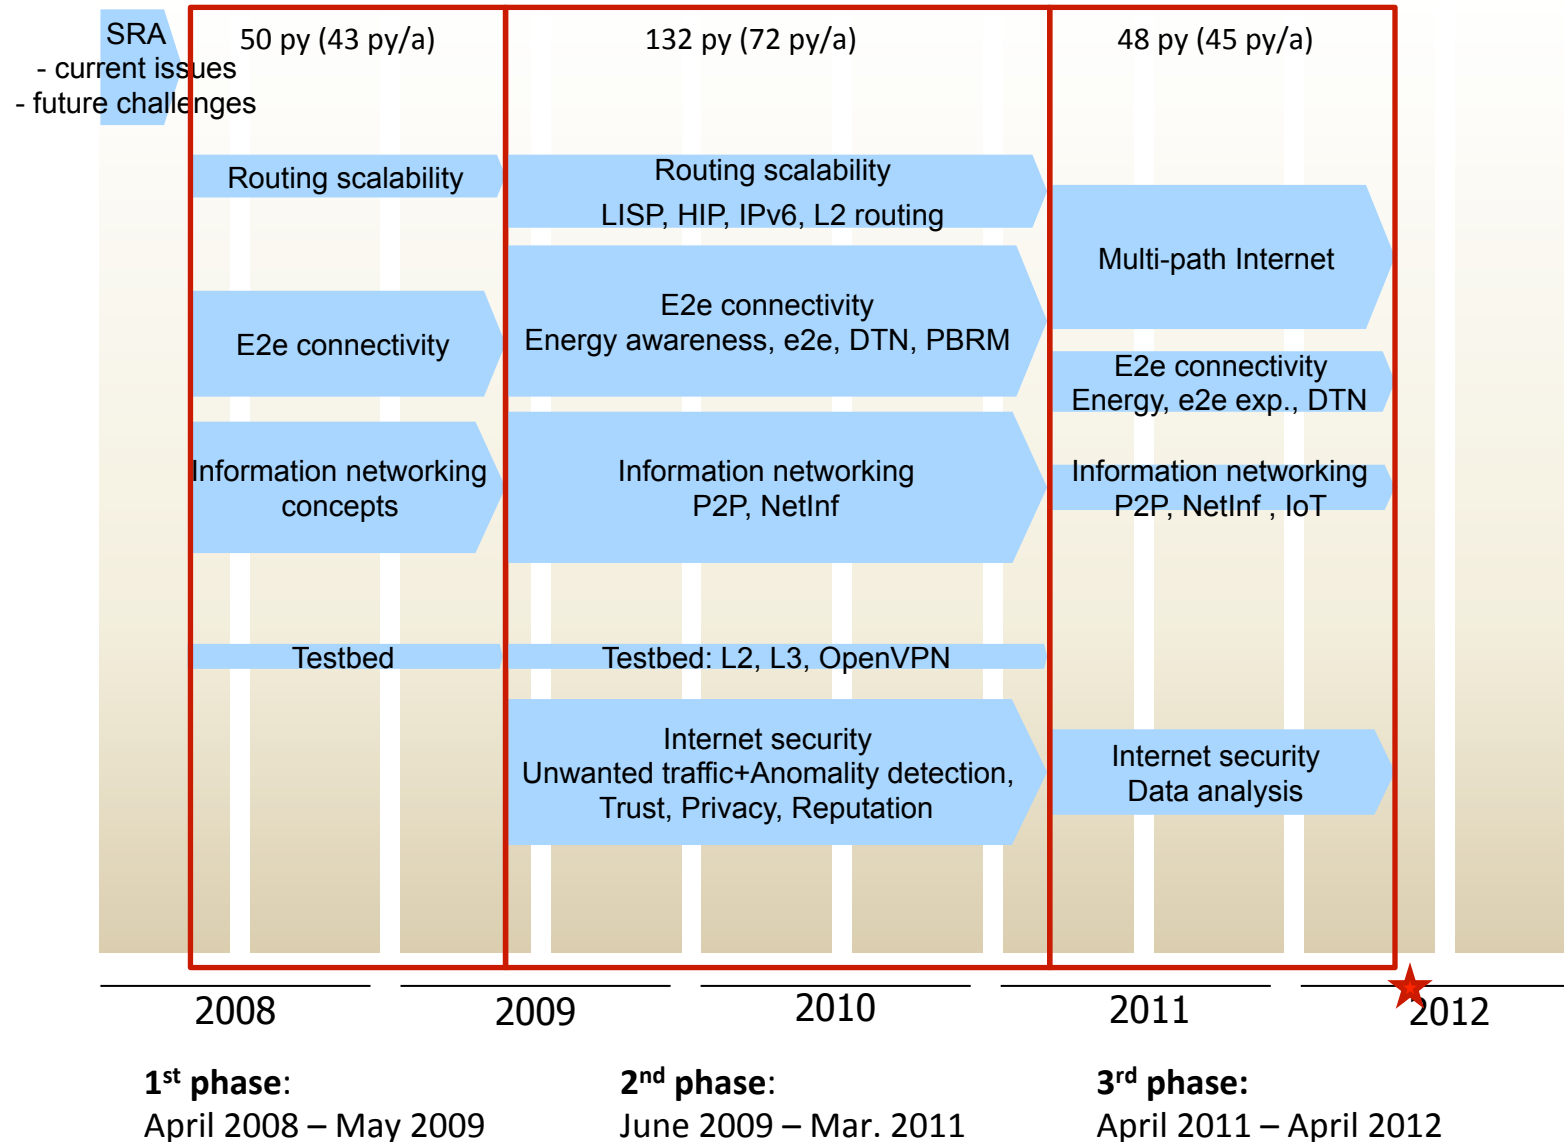 SRA
- current issues
- future challenges
50 py (43 py/a)
132 py (72 py/a)
48 py (45 py/a)
Routing scalability
Routing scalability
LISP, HIP, IPv6, L2 routing
Multi-path Internet
E2e connectivity
E2e connectivity
Energy awareness, e2e, DTN, PBRM
E2e connectivity
Energy, e2e exp., DTN
Information networking
concepts
Information networking
P2P, NetInf
Information networking
P2P, NetInf , IoT
Testbed
Testbed: L2, L3, OpenVPN
Internet security
Unwanted traffic+Anomality detection,
Trust, Privacy, Reputation
Internet security
Data analysis
2008
2009
2010
2011
2012
1st phase:
April 2008 – May 2009
2nd phase:
June 2009 – Mar. 2011
3rd phase:
April 2011 – April 2012